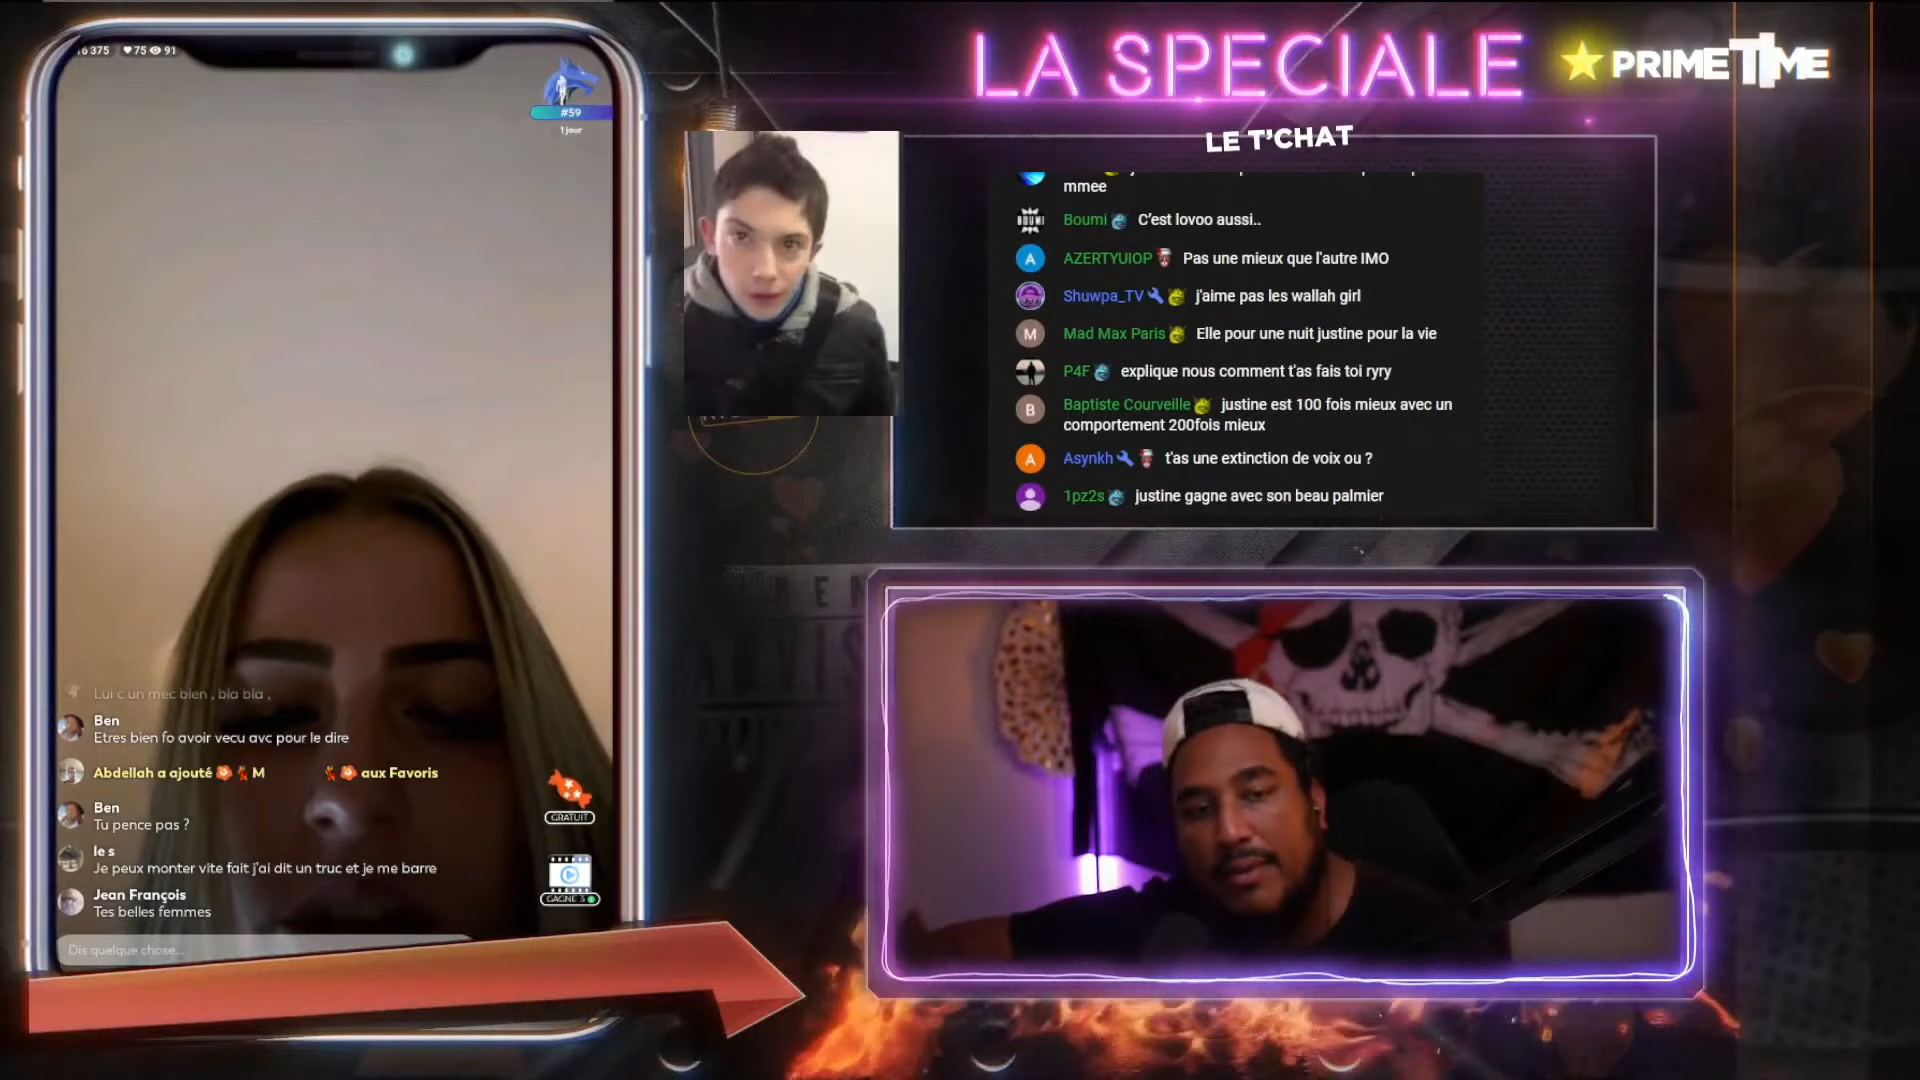 6 375 75 91
#59
1 jour
LA SPECIALE
PRIMETIME
LE T'CHAT
mmee
Boumi C'est lovoo aussi..
A AZERTYUIOP Pas une mieux que l'autre IMO
Shuwpa_TV j'aime pas les wallah girl
M Mad Max Paris Elle pour une nuit justine pour la vie
P4F explique nous comment t'as fais toi ryry
B Baptiste Courveille justine est 100 fois mieux avec un
comportement 200fois mieux
A Asynkh t'as une extinction de voix ou ?
1pz2s justine gagne avec son beau palmier
Lui c un mec bien , bla bla ,
Ben
Etres bien fo avoir vecu avc pour le dire
Abdellah a ajouté M aux Favoris
Ben
Tu pence pas ?
le s
Je peux monter vite fait j'ai dit un truc et je me barre
Jean François
Tes belles femmes
Dis quelque chose...
GRATUIT
GAGNE 3